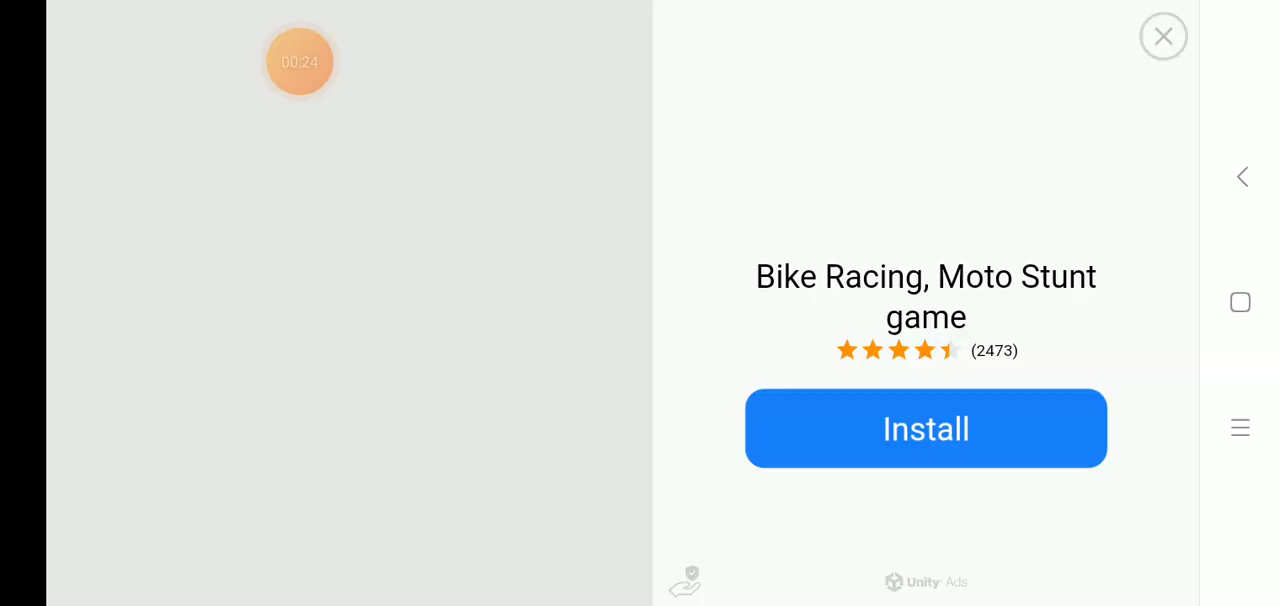 00:24
Bike Racing, Moto Stunt
game
(2473)
Install
Unity Ads